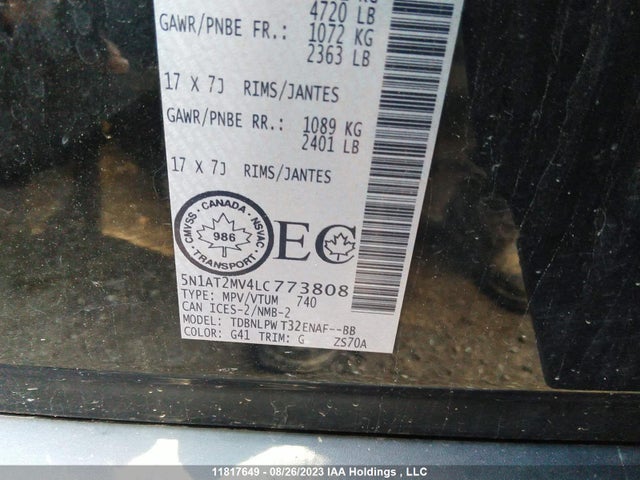 KG
4720 LB
GAWR/PNBE FR.: 1072 KG
2363 LB
17 X 7J RIMS/JANTES
GAWR/PNBE RR.: 1089 KG
2401 LB
17 X 7J RIMS/JANTES
CMVSS · CANADA · NSVAC · TRANSPORT ·
986
EC
5N1AT2MV4LC773808
TYPE: MPV/VTUM 740
CAN ICES-2/NMB-2
MODEL: TDBNLPW T32ENAF--BB
COLOR: G41 TRIM: G ZS70A
11817649 - 08/26/2023 IAA Holdings , LLC